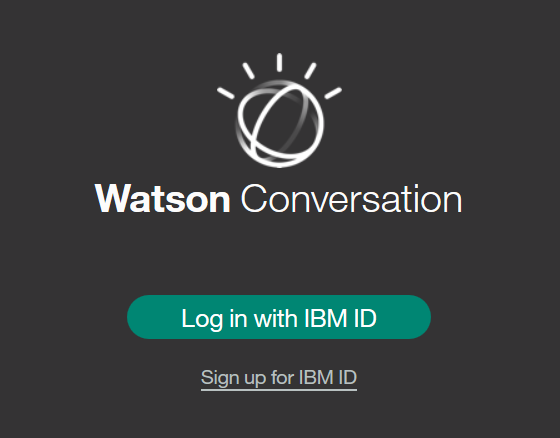 Watson Conversation
Log in with IBM ID
Sign up for IBM ID